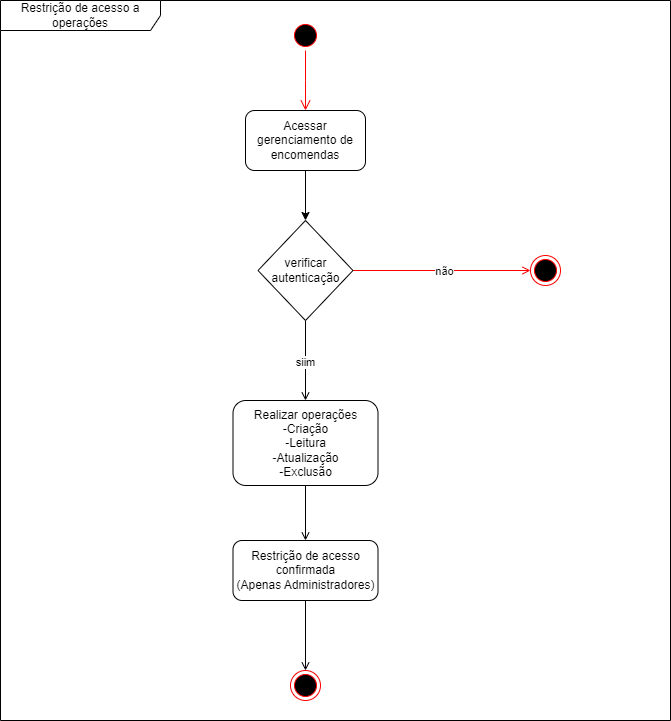 Restrição de acesso a
operações
Acessar
gerenciamento de
encomendas
verificar
autenticação
não
siim
Realizar operações
-Criação
-Leitura
-Atualização
-Exclusão
Restrição de acesso
confirmada
(Apenas Administradores)